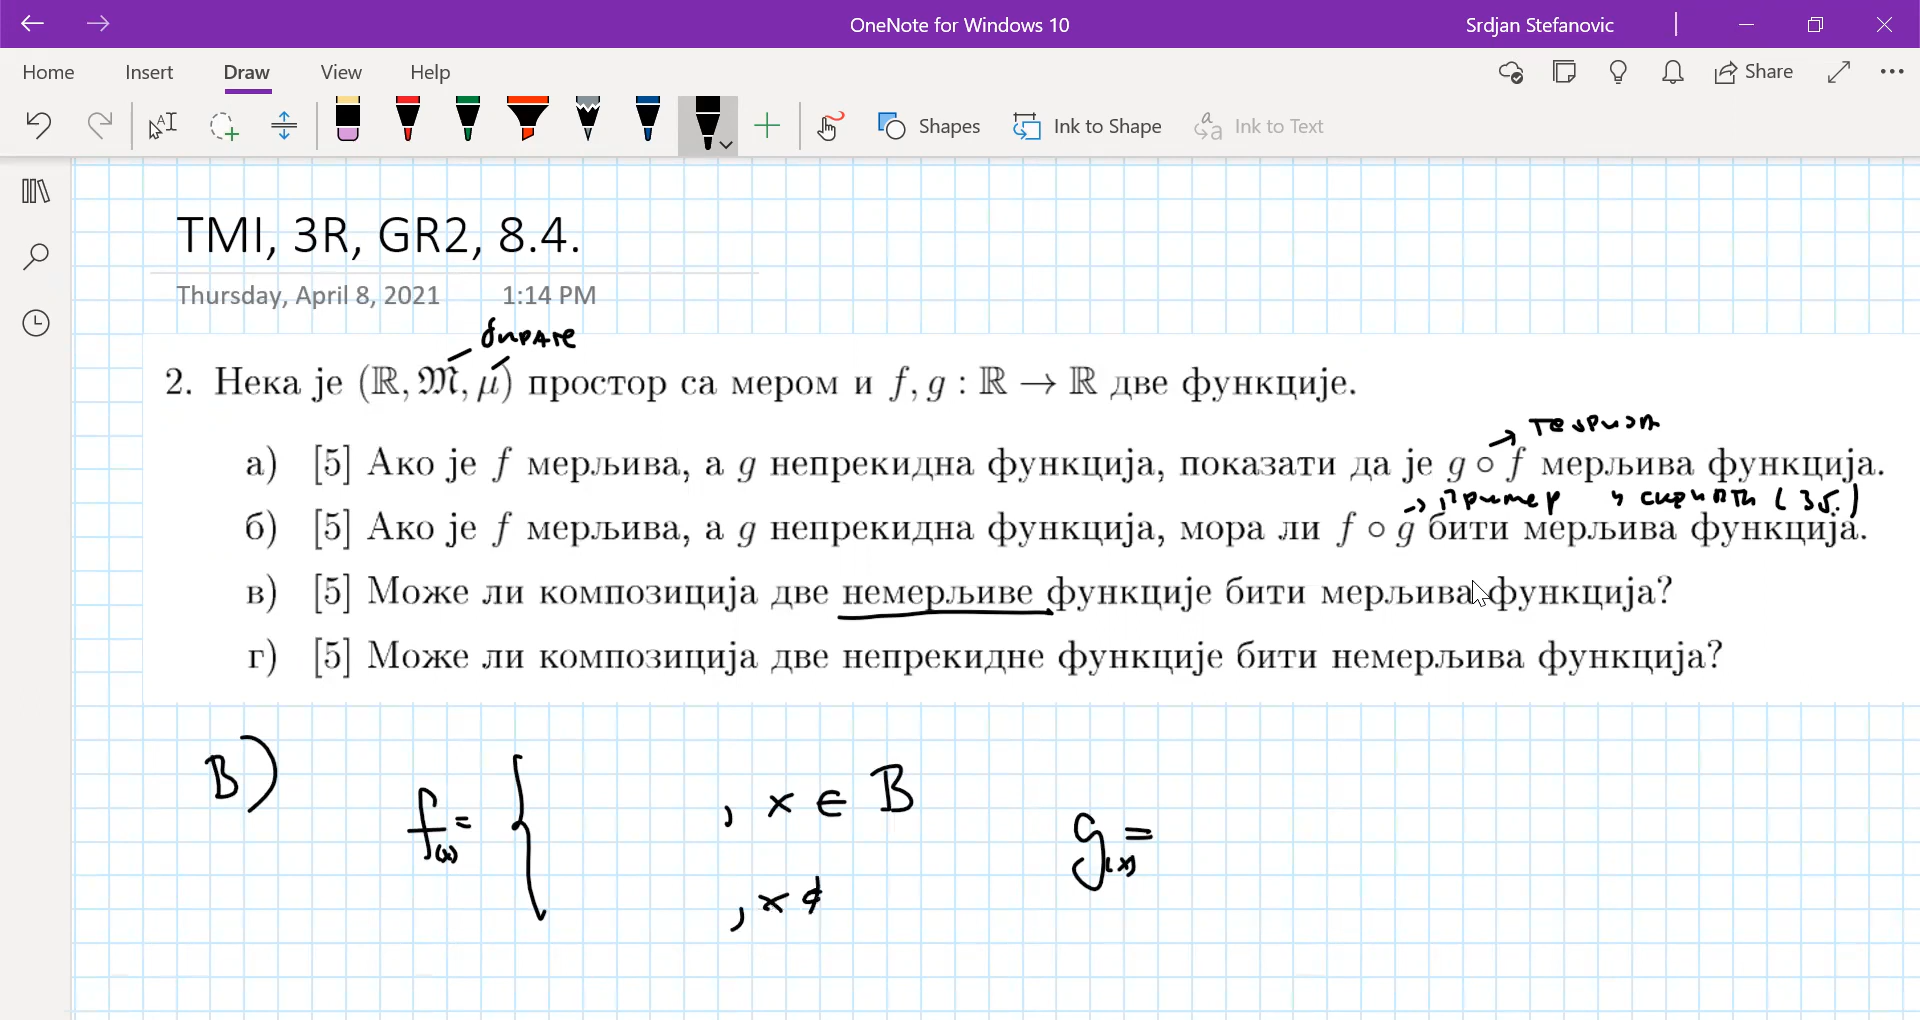 OneNote for Windows 10
Srdjan Stefanovic
Home Insert Draw View Help
Share
Shapes Ink to Shape Ink to Text
TMI, 3R, GR2, 8.4.
Thursday, April 8, 2021 1:14 PM
2. Нека је (ℝ, 𝔐, μ) простор са мером и f, g : ℝ → ℝ две функције.
а) [5] Ако је f мерљива, а g непрекидна функција, показати да је g ∘ f мерљива функција.
→ пример у скрипти (35.)
б) [5] Ако је f мерљива, а g непрекидна функција, мора ли f ∘ g бити мерљива функција.
в) [5] Може ли композиција две немерљиве функције бити мерљива функција?
г) [5] Може ли композиција две непрекидне функције бити немерљива функција?
В) f(x) = { , x ∈ B
, x ∉
g(x) =